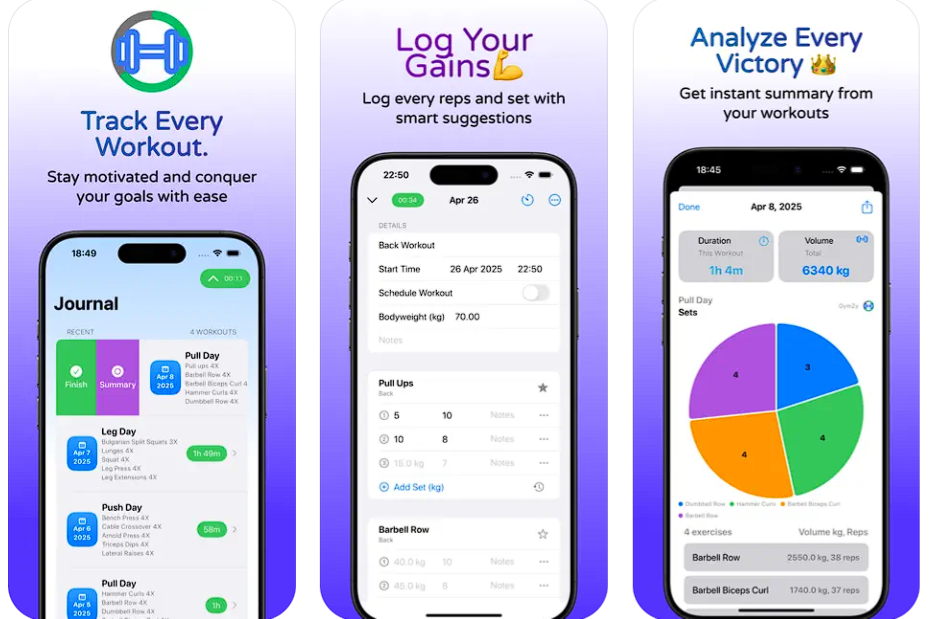 Track Every
Workout.
Stay motivated and conquer
your goals with ease
18:49
00:11
Journal
RECENT
4 WORKOUTS
Finish
Summary
Apr 8
2025
Pull Day
Pull ups 4X
Barbell Row 4X
Barbell Biceps Curl 4
Hammer Curls 4X
Dumbbell Row 4X
Apr 7
2025
Leg Day
Bulgarian Split Squats 3X
Lunges 4X
Squat 4X
Leg Press 4X
Leg Extensions 4X
1h 49m
Apr 6
2025
Push Day
Bench Press 4X
Cable Crossover 4X
Arnold Press 4X
Triceps Dips 4X
Lateral Raises 4X
58m
Apr 5
2025
Pull Day
Hammer Curls 4X
Barbell Row 4X
Dumbbell Row 4X
1h
Log Your
Gains💪
Log every reps and set with
smart suggestions
22:50
00:34
Apr 26
DETAILS
Back Workout
Start Time 26 Apr 2025 22:50
Schedule Workout
Bodyweight (kg) 70.00
Notes
Pull Ups
Back
1 5 10 Notes
2 10 8 Notes
3 15.0 kg 7 Notes
Add Set (kg)
Barbell Row
Back
1 40.0 kg 10 Notes
2 45.0 kg 6 Notes
Analyze Every
Victory 👑
Get instant summary from
your workouts
18:45
Done
Apr 8, 2025
Duration
This Workout
1h 4m
Volume
Total
6340 kg
Pull Day
Sets
Gym2y
4
3
4
4
Dumbbell Row Hammer Curls Barbell Biceps Curl
Barbell Row
4 exercises
Volume kg, Reps
Barbell Row 2550.0 kg, 38 reps
Barbell Biceps Curl 1740.0 kg, 37 reps